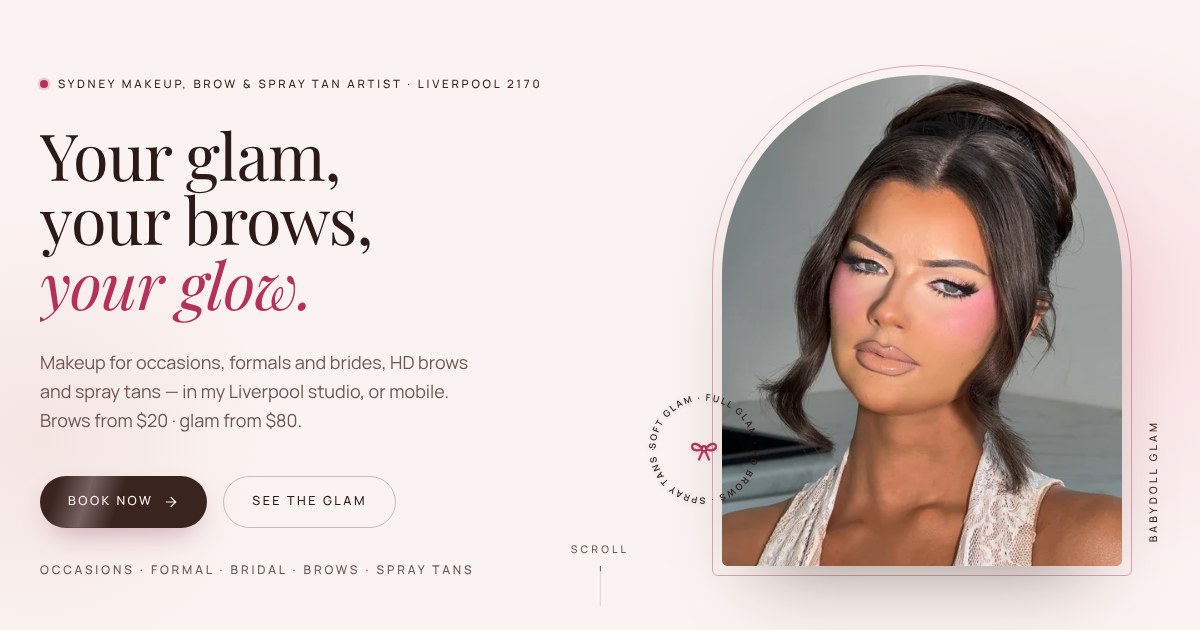 SYDNEY MAKEUP, BROW & SPRAY TAN ARTIST · LIVERPOOL 2170
Your glam,
your brows,
your glow.
Makeup for occasions, formals and brides, HD brows
and spray tans — in my Liverpool studio, or mobile.
Brows from $20 · glam from $80.
BOOK NOW →
SEE THE GLAM
OCCASIONS · FORMAL · BRIDAL · BROWS · SPRAY TANS
SCROLL
SOFT GLAM · FULL GLAM · BROWS · SPRAY TANS
BABYDOLL GLAM